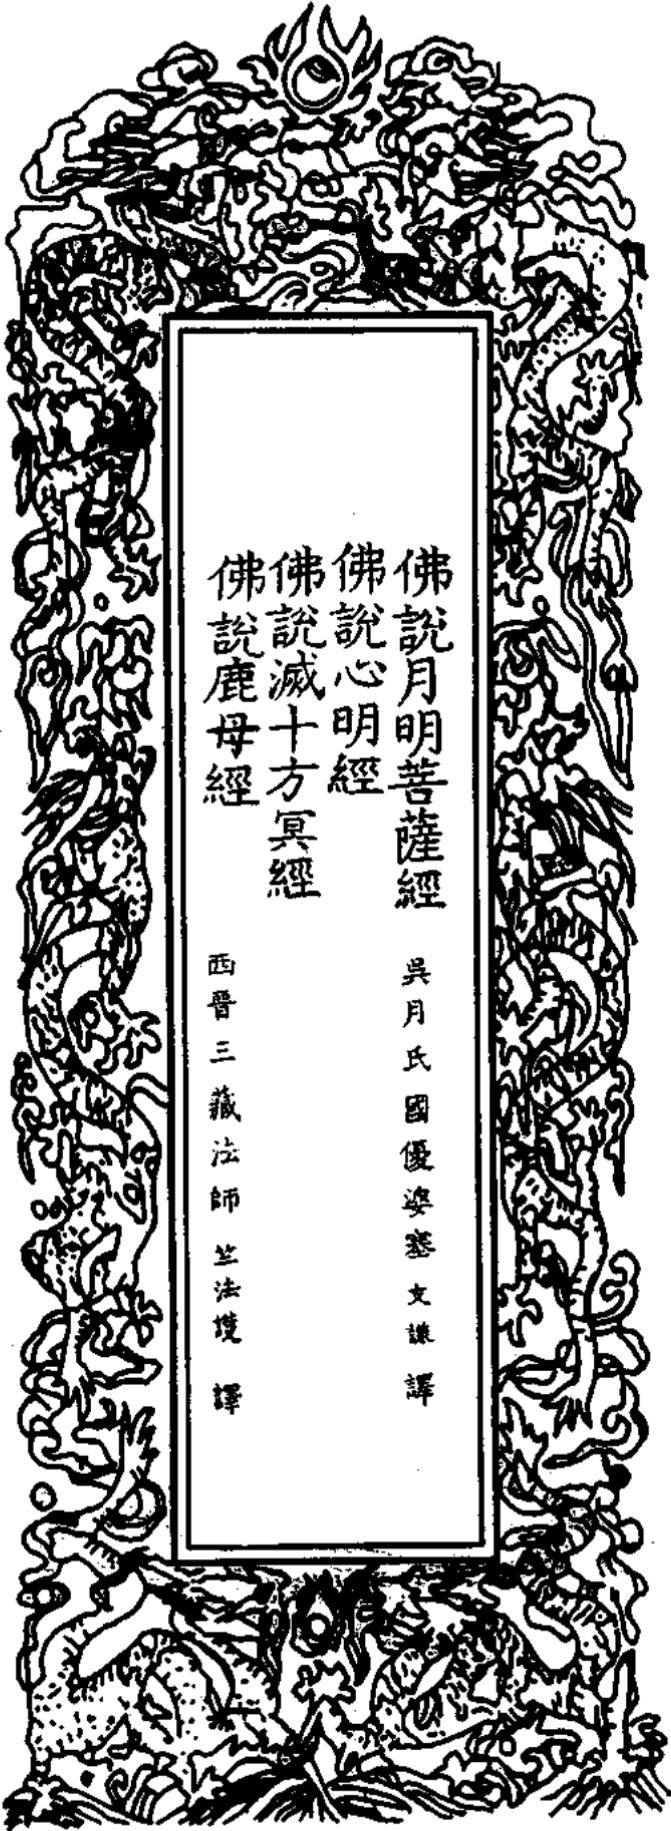 佛說月明菩薩經
吳月氏國優婆塞支謙 譯
佛說心明經
佛說滅十方冥經
佛說鹿母經
西晉三藏法師竺法護 譯